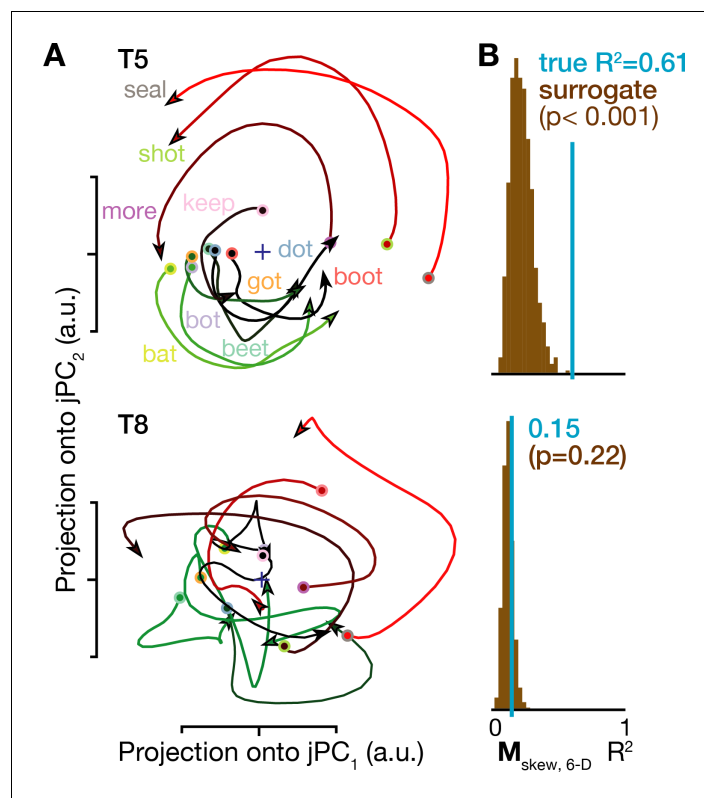 A
T5
seal
shot
more
keep
dot
got
boot
bot
beet
bat
T8
Projection onto jPC2 (a.u.)
Projection onto jPC1 (a.u.)
B
true R²=0.61
surrogate
(p< 0.001)
0.15
(p=0.22)
0 1
Mskew, 6-D R²